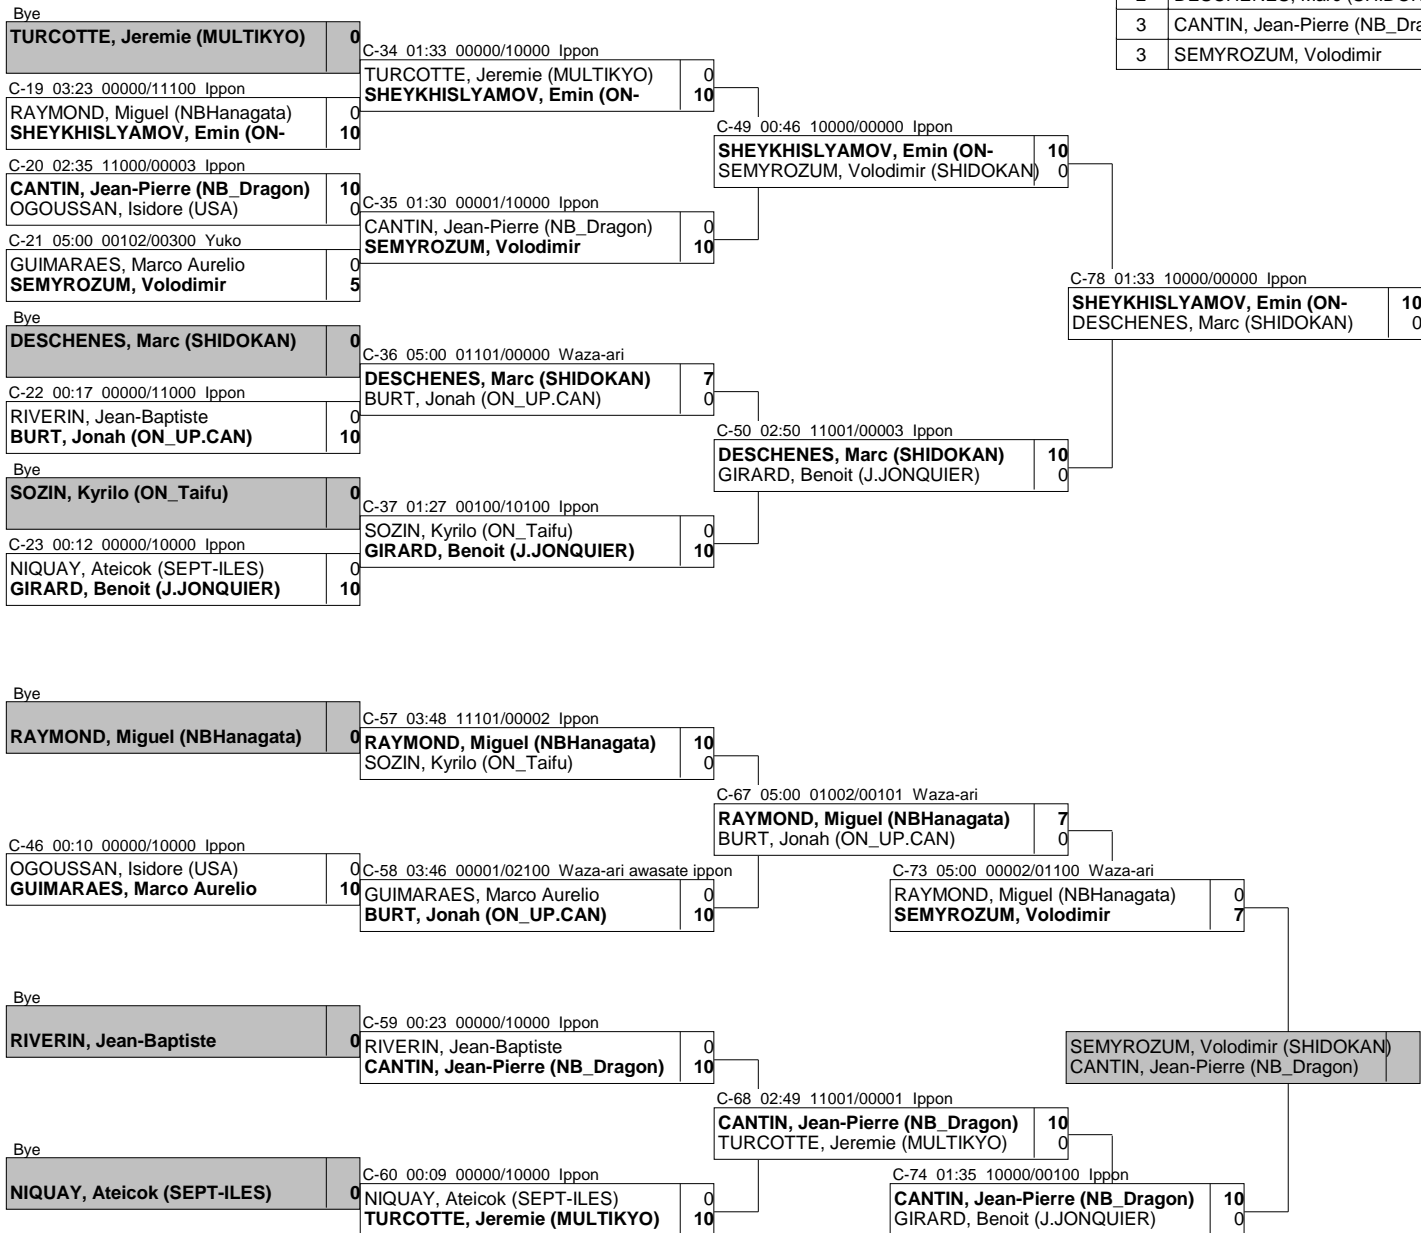 2 DESCHENES, Marc (SHIDOKAN)
3 CANTIN, Jean-Pierre (NB_Dra
3 SEMYROZUM, Volodimir
Bye
TURCOTTE, Jeremie (MULTIKYO) 0
C-19 03:23 00000/11100 Ippon
RAYMOND, Miguel (NBHanagata) 0
SHEYKHISLYAMOV, Emin (ON- 10
C-20 02:35 11000/00003 Ippon
CANTIN, Jean-Pierre (NB_Dragon) 10
OGOUSSAN, Isidore (USA) 0
C-21 05:00 00102/00300 Yuko
GUIMARAES, Marco Aurelio 0
SEMYROZUM, Volodimir 5
Bye
DESCHENES, Marc (SHIDOKAN) 0
C-22 00:17 00000/11000 Ippon
RIVERIN, Jean-Baptiste 0
BURT, Jonah (ON_UP.CAN) 10
Bye
SOZIN, Kyrilo (ON_Taifu) 0
C-23 00:12 00000/10000 Ippon
NIQUAY, Ateicok (SEPT-ILES) 0
GIRARD, Benoit (J.JONQUIER) 10
C-34 01:33 00000/10000 Ippon
TURCOTTE, Jeremie (MULTIKYO) 0
SHEYKHISLYAMOV, Emin (ON- 10
C-35 01:30 00001/10000 Ippon
CANTIN, Jean-Pierre (NB_Dragon) 0
SEMYROZUM, Volodimir 10
C-36 05:00 01101/00000 Waza-ari
DESCHENES, Marc (SHIDOKAN) 7
BURT, Jonah (ON_UP.CAN) 0
C-37 01:27 00100/10100 Ippon
SOZIN, Kyrilo (ON_Taifu) 0
GIRARD, Benoit (J.JONQUIER) 10
C-49 00:46 10000/00000 Ippon
SHEYKHISLYAMOV, Emin (ON- 10
SEMYROZUM, Volodimir (SHIDOKAN) 0
C-50 02:50 11001/00003 Ippon
DESCHENES, Marc (SHIDOKAN) 10
GIRARD, Benoit (J.JONQUIER) 0
C-78 01:33 10000/00000 Ippon
SHEYKHISLYAMOV, Emin (ON- 10
DESCHENES, Marc (SHIDOKAN) 0
Bye
RAYMOND, Miguel (NBHanagata) 0
C-46 00:10 00000/10000 Ippon
OGOUSSAN, Isidore (USA) 0
GUIMARAES, Marco Aurelio 10
Bye
RIVERIN, Jean-Baptiste 0
Bye
NIQUAY, Ateicok (SEPT-ILES) 0
C-57 03:48 11101/00002 Ippon
RAYMOND, Miguel (NBHanagata) 10
SOZIN, Kyrilo (ON_Taifu) 0
C-58 03:46 00001/02100 Waza-ari awasate ippon
GUIMARAES, Marco Aurelio 0
BURT, Jonah (ON_UP.CAN) 10
C-59 00:23 00000/10000 Ippon
RIVERIN, Jean-Baptiste 0
CANTIN, Jean-Pierre (NB_Dragon) 10
C-60 00:09 00000/10000 Ippon
NIQUAY, Ateicok (SEPT-ILES) 0
TURCOTTE, Jeremie (MULTIKYO) 10
C-67 05:00 01002/00101 Waza-ari
RAYMOND, Miguel (NBHanagata) 7
BURT, Jonah (ON_UP.CAN) 0
C-68 02:49 11001/00001 Ippon
CANTIN, Jean-Pierre (NB_Dragon) 10
TURCOTTE, Jeremie (MULTIKYO) 0
C-73 05:00 00002/01100 Waza-ari
RAYMOND, Miguel (NBHanagata) 0
SEMYROZUM, Volodimir 7
C-74 01:35 10000/00100 Ippon
CANTIN, Jean-Pierre (NB_Dragon) 10
GIRARD, Benoit (J.JONQUIER) 0
SEMYROZUM, Volodimir (SHIDOKAN)
CANTIN, Jean-Pierre (NB_Dragon)